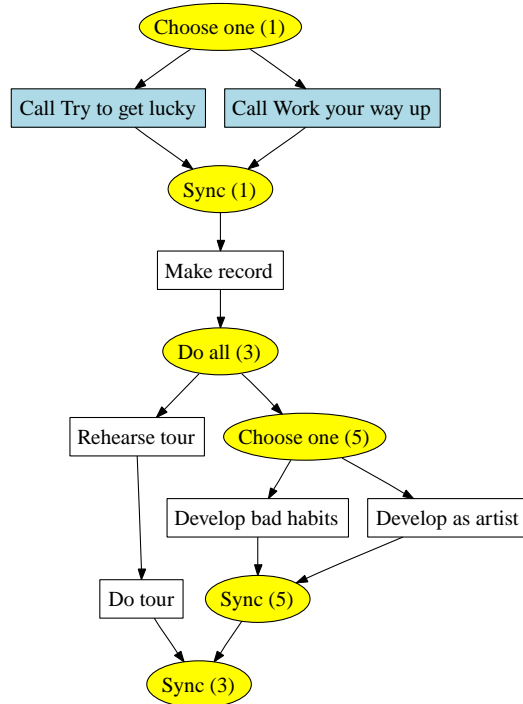 Choose one (1)
Call Try to get lucky
Call Work your way up
Sync (1)
Make record
Do all (3)
Rehearse tour
Choose one (5)
Develop bad habits
Develop as artist
Do tour
Sync (5)
Sync (3)